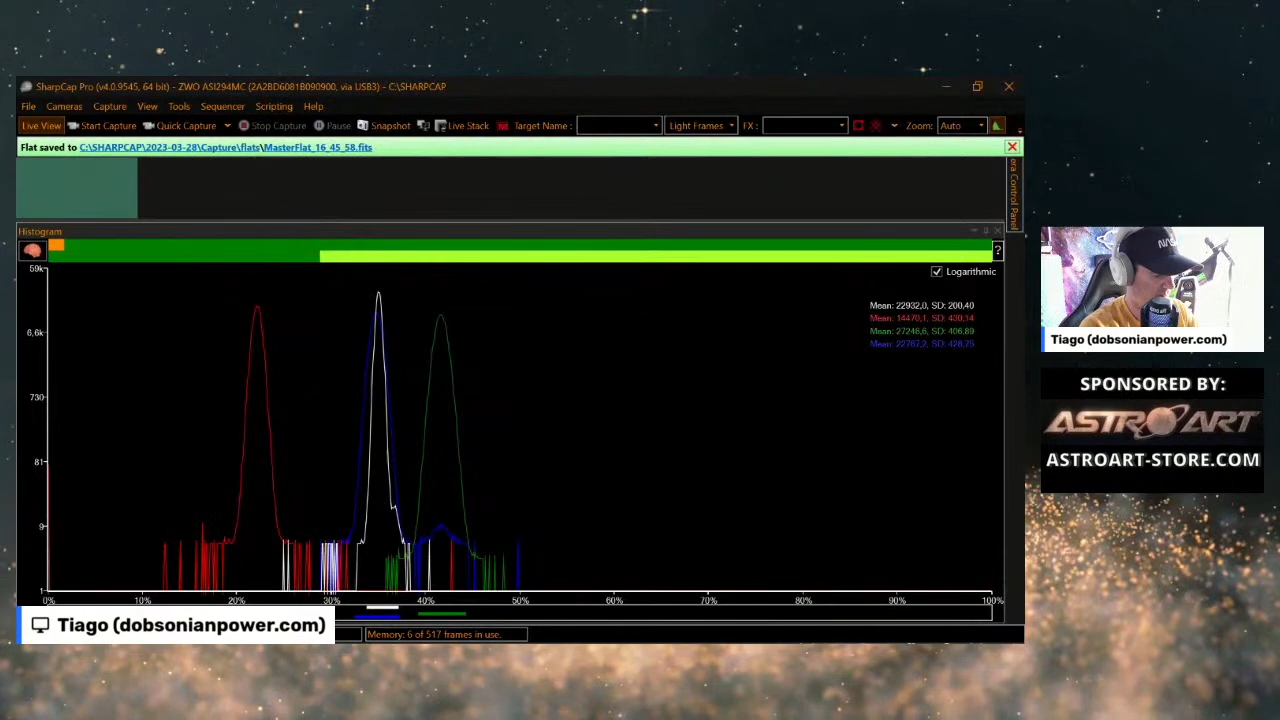 SharpCap Pro (v4.0.9545, 64 bit) - ZWO ASI294MC (2A2BD6081B090900, via USB3) - C:\SHARPCAP
File Cameras Capture View Tools Sequencer Scripting Help
Live View Start Capture Quick Capture Stop Capture Pause Snapshot Live Stack Target Name : Light Frames FX : Zoom: Auto
Flat saved to C:\SHARPCAP\2023-03-28\Capture\flats\MasterFlat_16_45_58.fits
era Control Panel
Histogram
?
59k
Logarithmic
Mean: 22932,0, SD: 200,40
Mean: 14470,1, SD: 430,14
Mean: 27246,6, SD: 406,89
Mean: 22767,2, SD: 428,75
6,6k
730
81
9
1
0% 10% 20% 30% 40% 50% 60% 70% 80% 90% 100%
Tiago (dobsonianpower.com)
Memory: 6 of 517 frames in use.
Tiago (dobsonianpower.com)
SPONSORED BY:
ASTRO ART
ASTROART-STORE.COM